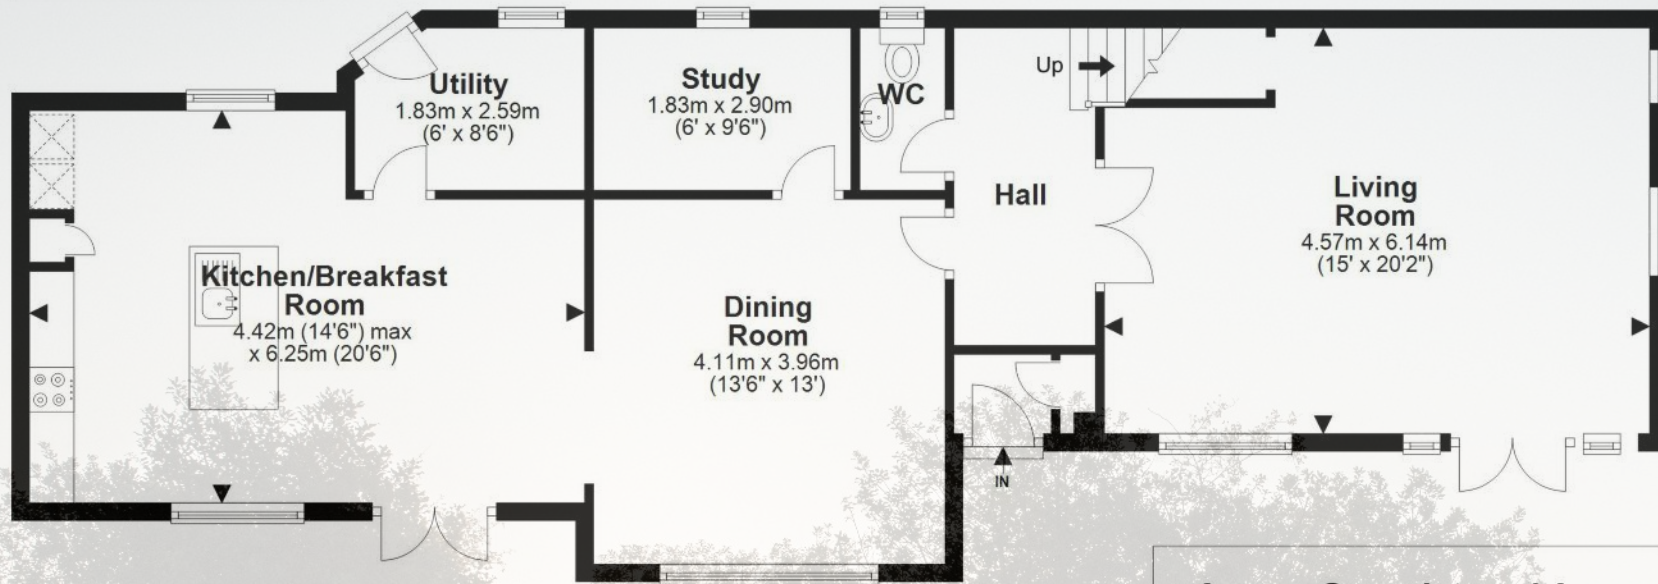 Utility
1.83m x 2.59m
(6' x 8'6")
Study
1.83m x 2.90m
(6' x 9'6")
WC
Up
Hall
Living
Room
4.57m x 6.14m
(15' x 20'2")
Kitchen/Breakfast
Room
4.42m (14'6") max
x 6.25m (20'6")
Dining
Room
4.11m x 3.96m
(13'6" x 13')
IN